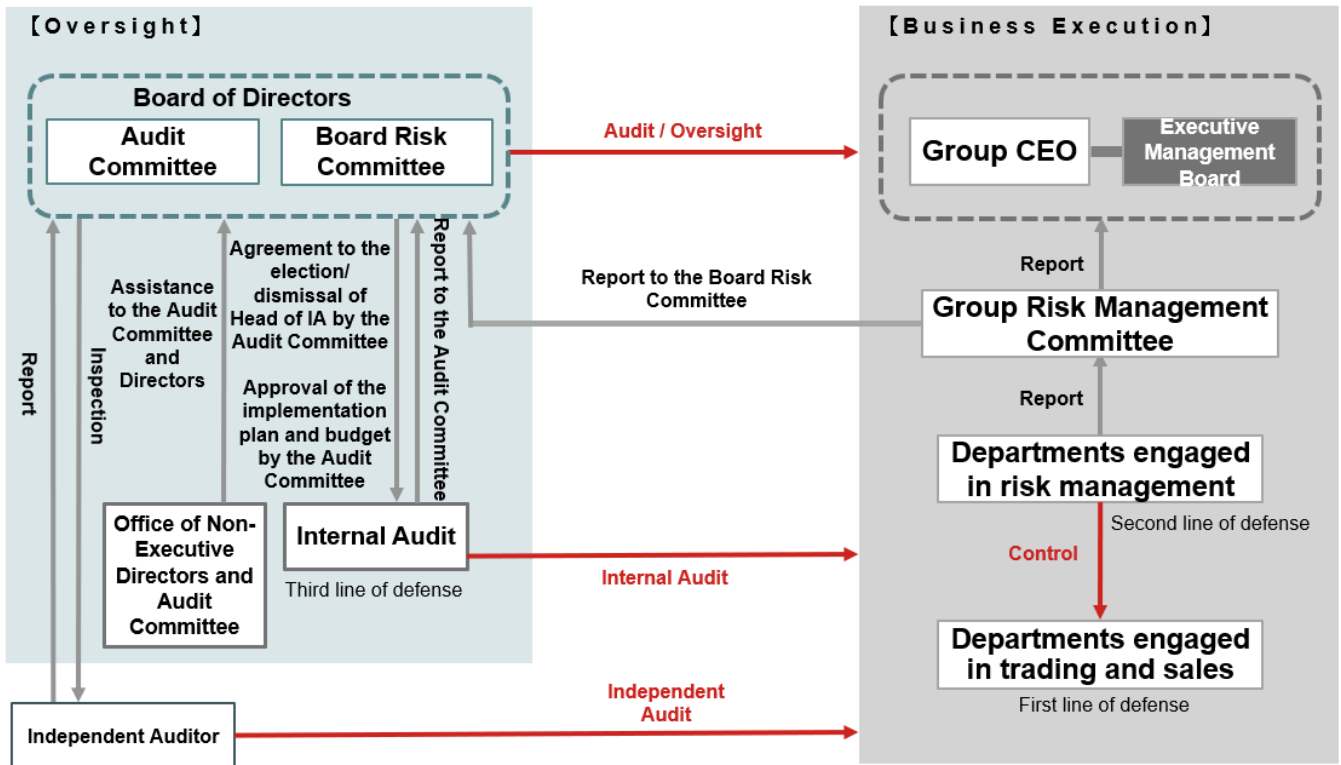 【Oversight】
Board of Directors
Audit
Committee
Board Risk
Committee
Audit / Oversight
Report
Inspection
Assistance
to the Audit
Committee
and
Directors
Agreement to the
election/
dismissal of
Head of IA by the
Audit Committee
Approval of the
implementation
plan and budget
by the Audit
Committee
Report to the Audit Committee
Report to the Board Risk
Committee
Office of Non-
Executive
Directors and
Audit
Committee
Internal Audit
Third line of defense
Internal Audit
Independent Auditor
Independent
Audit
【Business Execution】
Group CEO
Executive
Management
Board
Report
Group Risk Management
Committee
Report
Departments engaged
in risk management
Second line of defense
Control
Departments engaged
in trading and sales
First line of defense